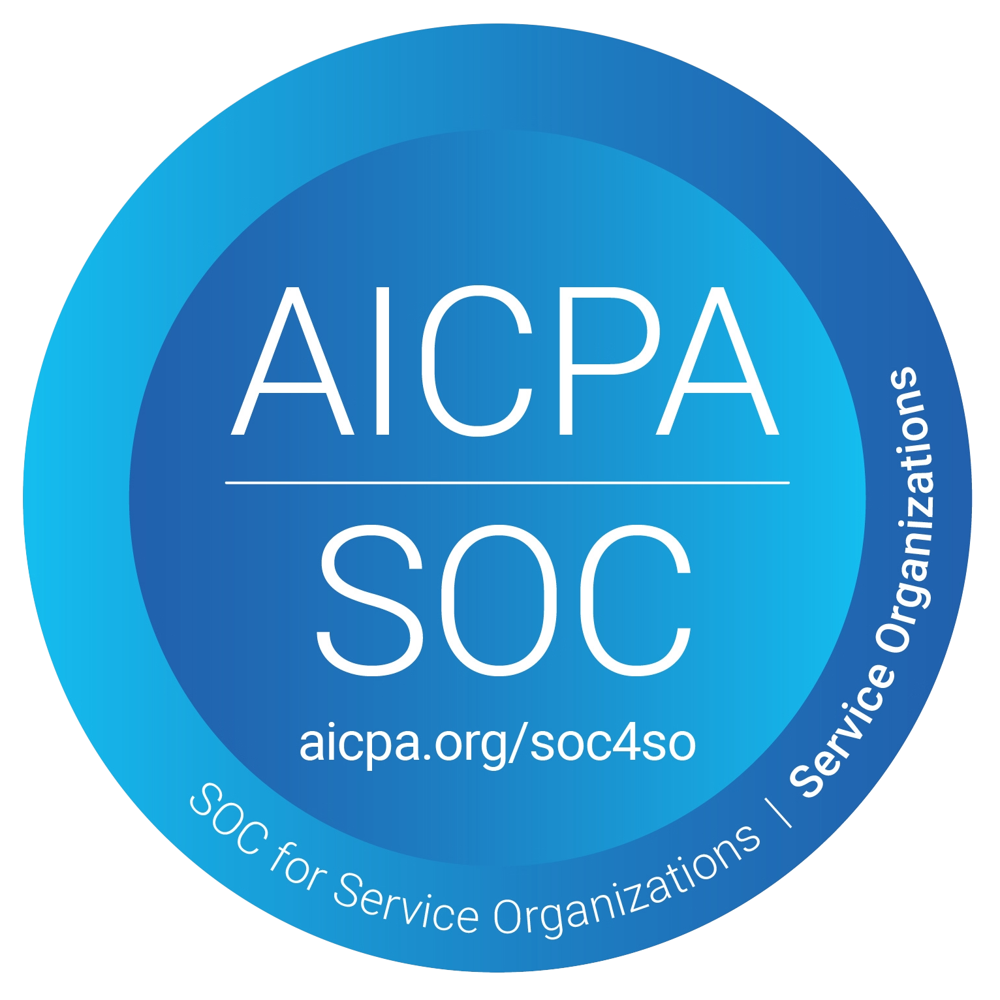 AICPA
SOC
aicpa.org/soc4so
SOC for Service Organizations | Service Organizations